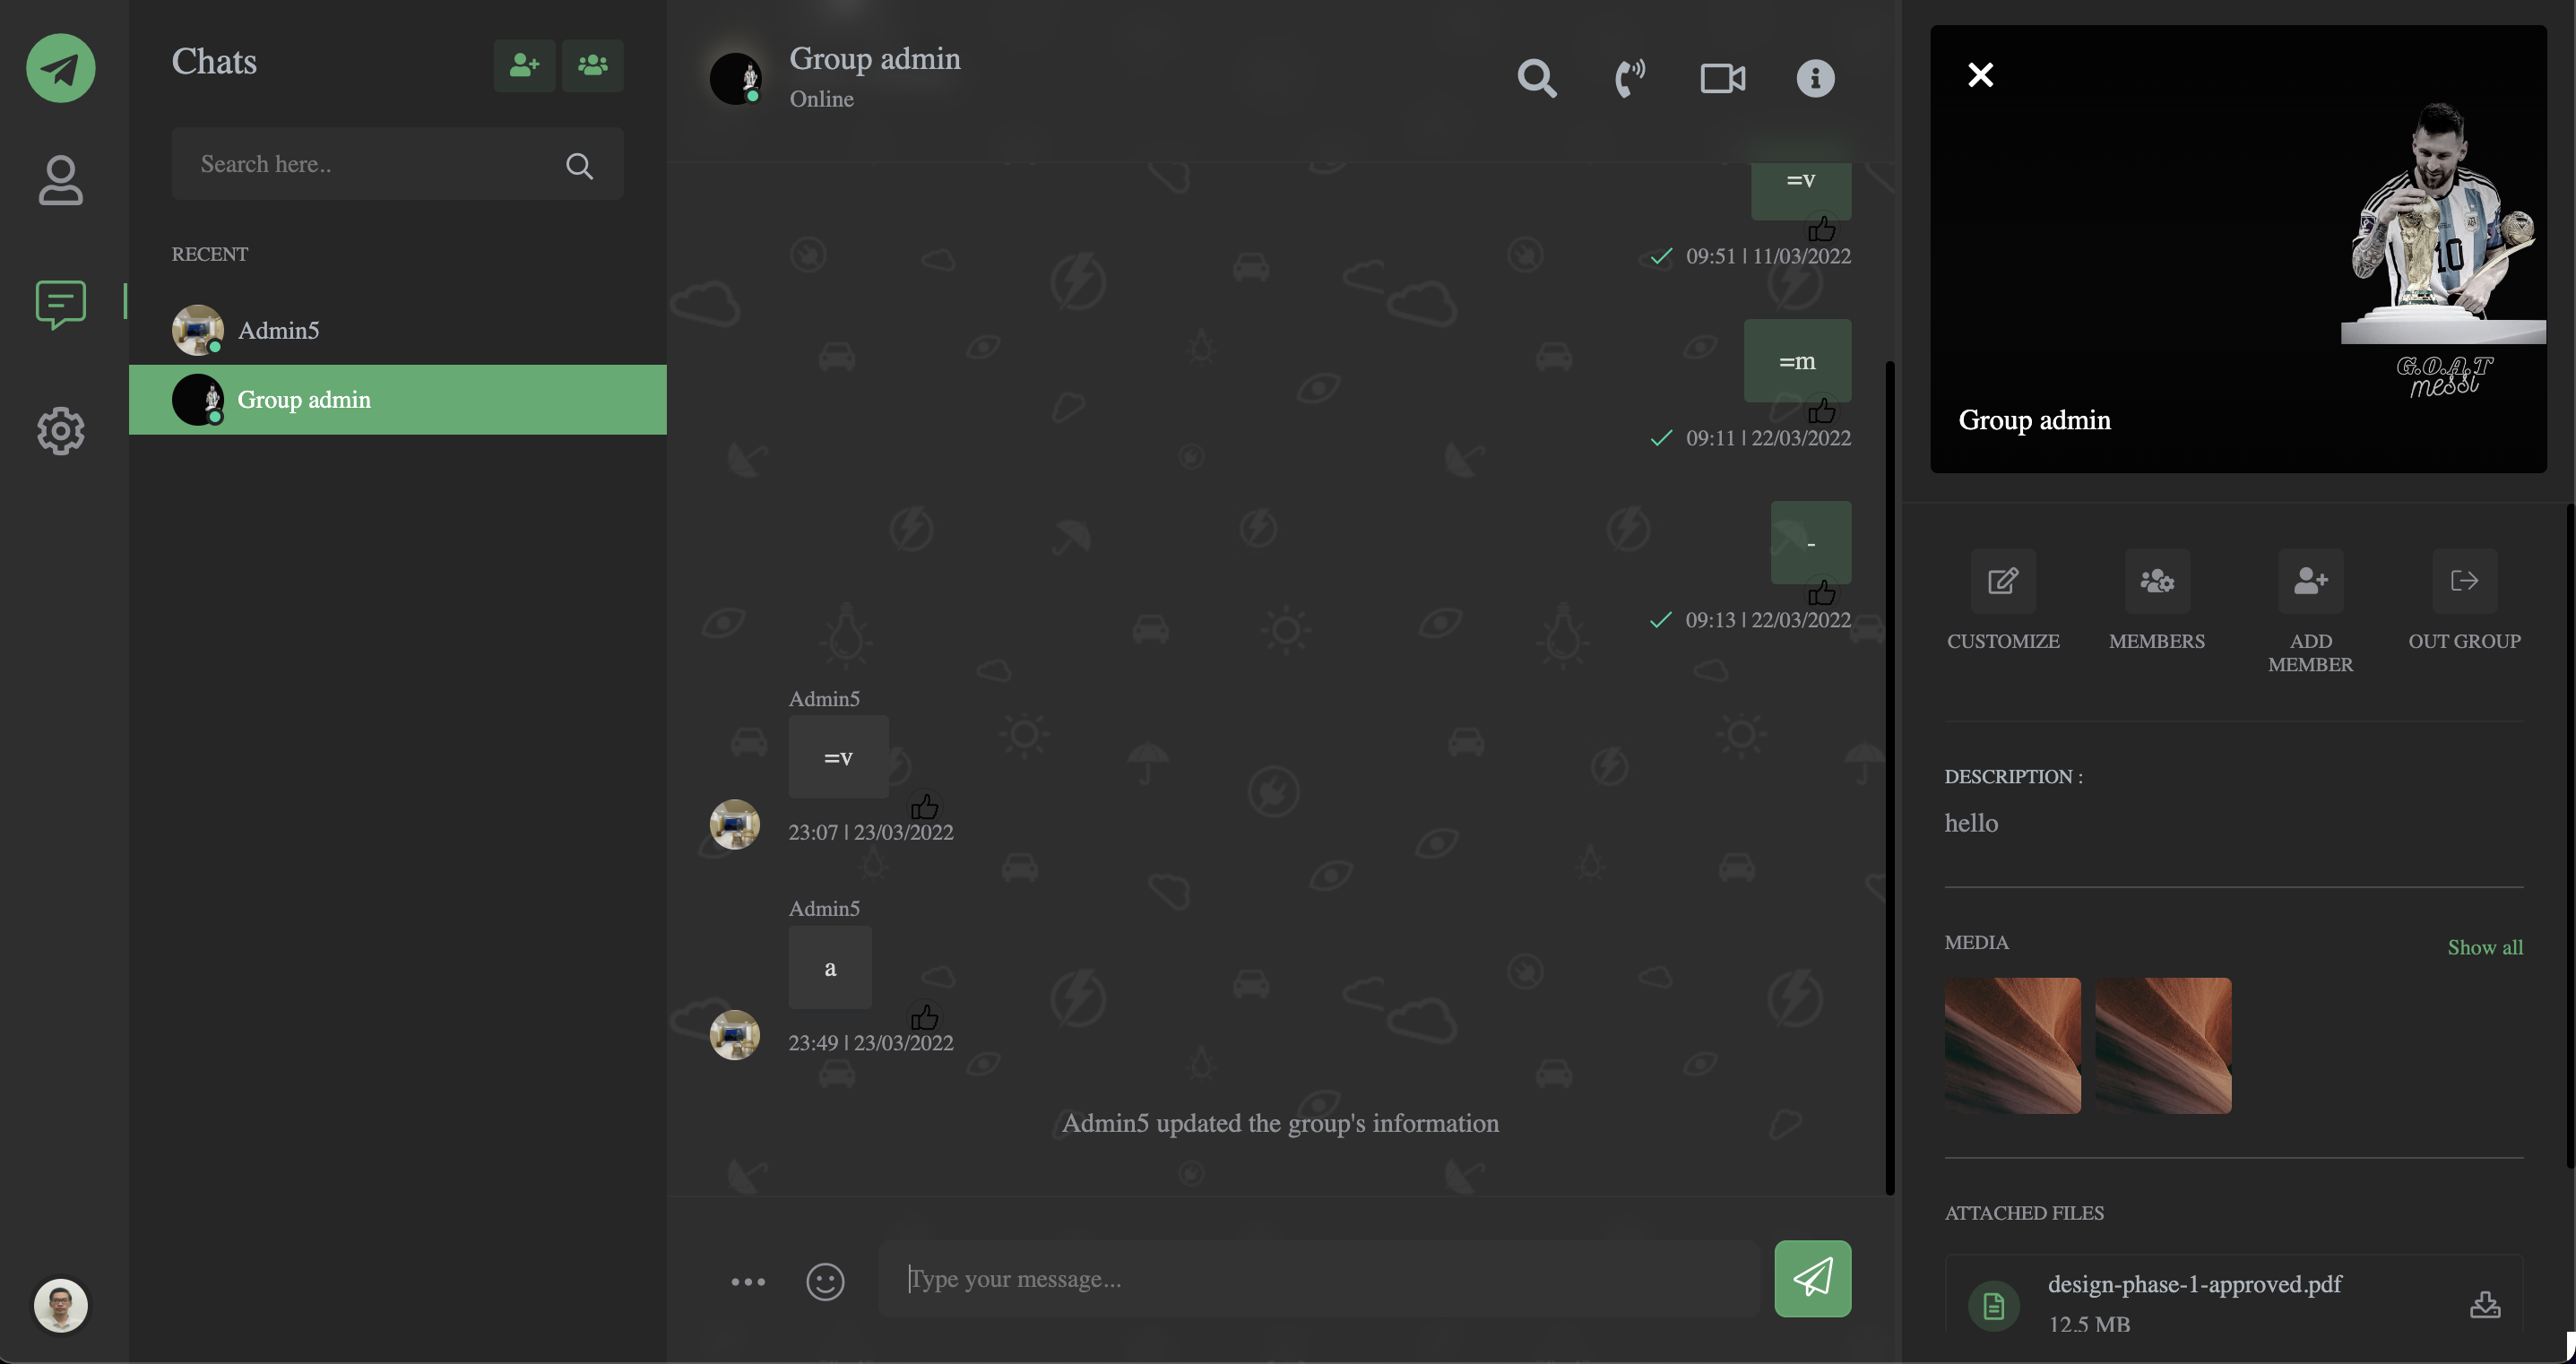 Chats
Search here..
RECENT
Admin5
Group admin
Group admin
Online
=v
09:51 | 11/03/2022
=m
09:11 | 22/03/2022
-
09:13 | 22/03/2022
Admin5
=v
23:07 | 23/03/2022
Admin5
a
23:49 | 23/03/2022
Admin5 updated the group's information
Type your message...
10
G.O.A.T
messi
Group admin
CUSTOMIZE
MEMBERS
ADD
MEMBER
OUT GROUP
DESCRIPTION :
hello
MEDIA
Show all
ATTACHED FILES
design-phase-1-approved.pdf
12.5 MB